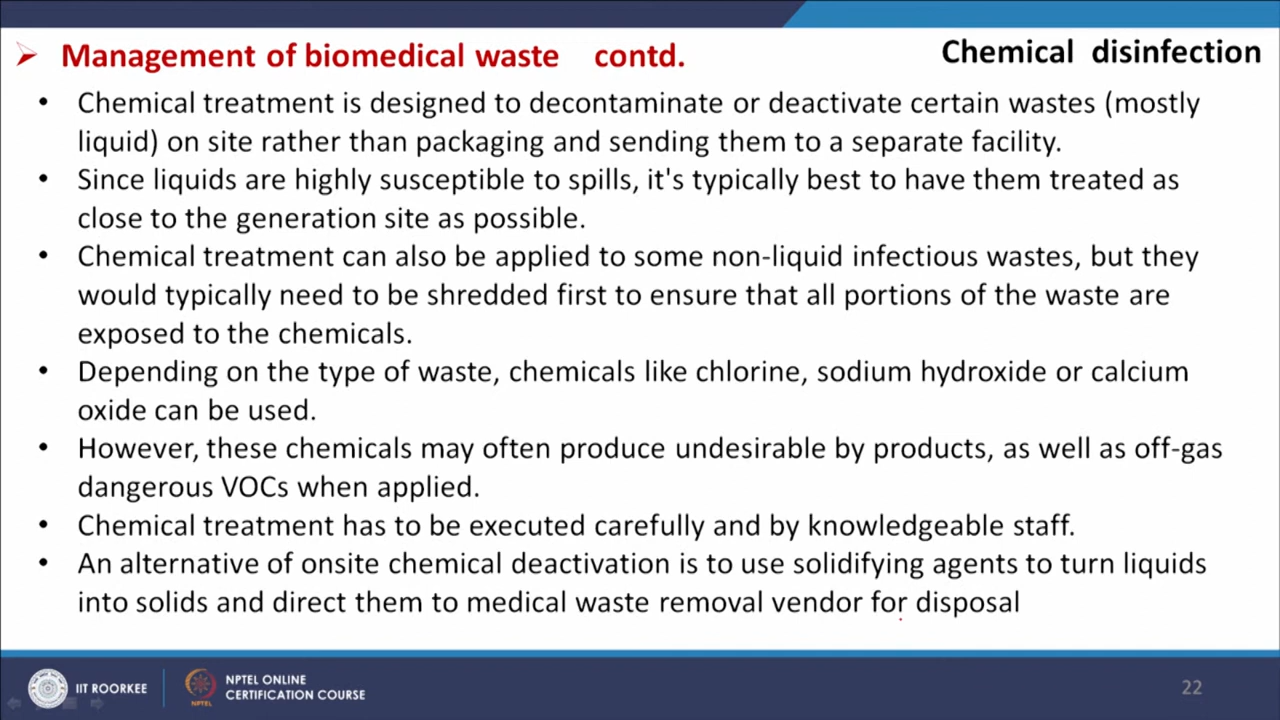 Management of biomedical waste contd.
Chemical disinfection
• Chemical treatment is designed to decontaminate or deactivate certain wastes (mostly
liquid) on site rather than packaging and sending them to a separate facility.
• Since liquids are highly susceptible to spills, it's typically best to have them treated as
close to the generation site as possible.
• Chemical treatment can also be applied to some non-liquid infectious wastes, but they
would typically need to be shredded first to ensure that all portions of the waste are
exposed to the chemicals.
• Depending on the type of waste, chemicals like chlorine, sodium hydroxide or calcium
oxide can be used.
• However, these chemicals may often produce undesirable by products, as well as off-gas
dangerous VOCs when applied.
• Chemical treatment has to be executed carefully and by knowledgeable staff.
• An alternative of onsite chemical deactivation is to use solidifying agents to turn liquids
into solids and direct them to medical waste removal vendor for disposal
IIT ROORKEE
NPTEL
NPTEL ONLINE
CERTIFICATION COURSE
22